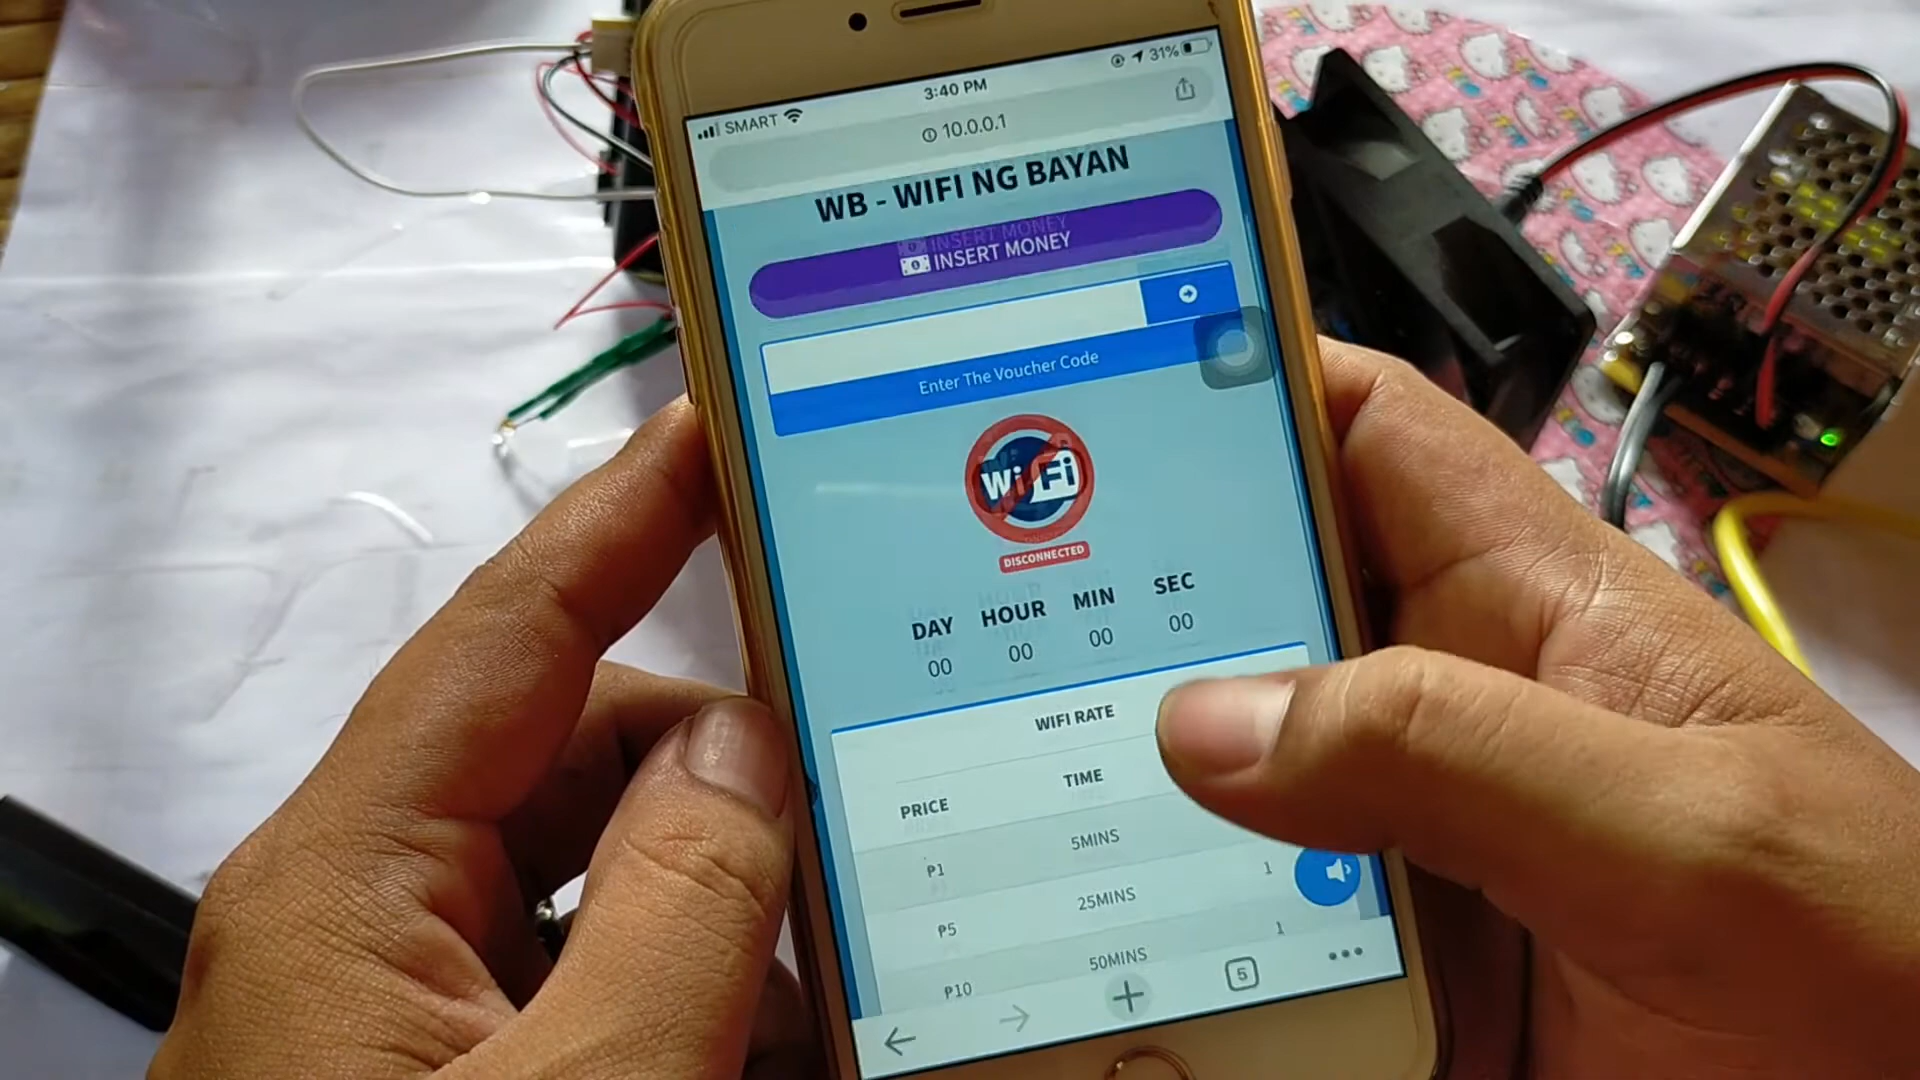 SMART
3:40 PM
31%
10.0.0.1
WB - WIFI NG BAYAN
INSERT MONEY
INSERT MONEY
Enter The Voucher Code
WiFi
DISCONNECTED
DAY HOUR MIN SEC
00 00 00 00
WIFI RATE
PRICE TIME
₱1 5MINS
₱5 25MINS 1
₱10 50MINS 1
5